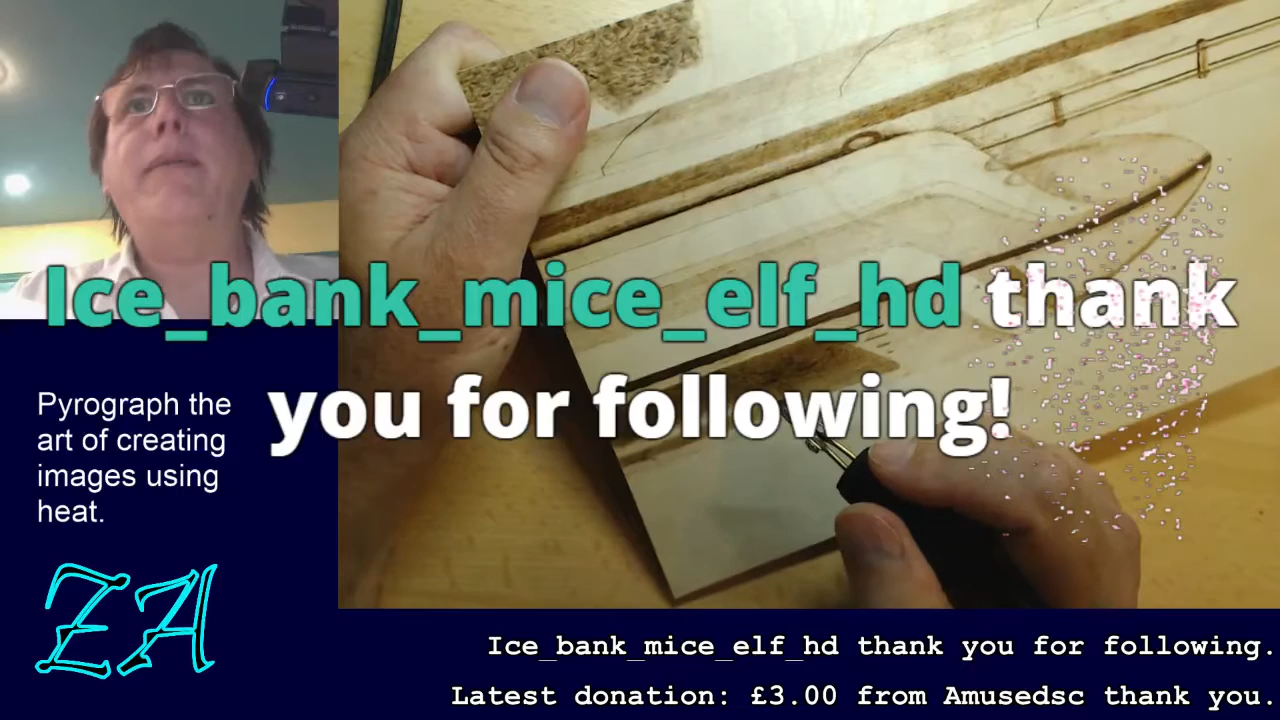 Ice_bank_mice_elf_hd thank
you for following!
Pyrograph the
art of creating
images using
heat.
ZA
Ice_bank_mice_elf_hd thank you for following.
Latest donation: £3.00 from Amusedsc thank you.